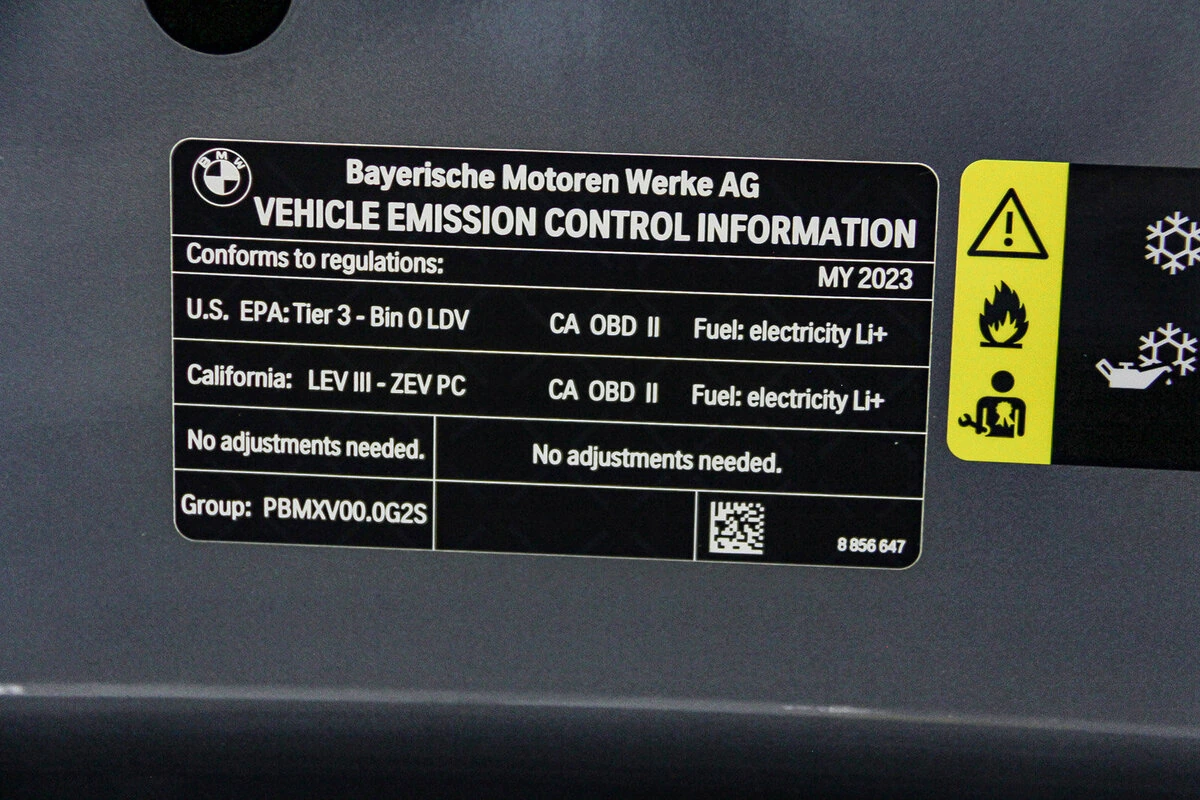 BMW
Bayerische Motoren Werke AG
VEHICLE EMISSION CONTROL INFORMATION
Conforms to regulations: MY 2023
U.S. EPA: Tier 3 - Bin 0 LDV CA OBD II Fuel: electricity Li+
California: LEV III - ZEV PC CA OBD II Fuel: electricity Li+
No adjustments needed. No adjustments needed.
Group: PBMXV00.0G2S 8 856 647